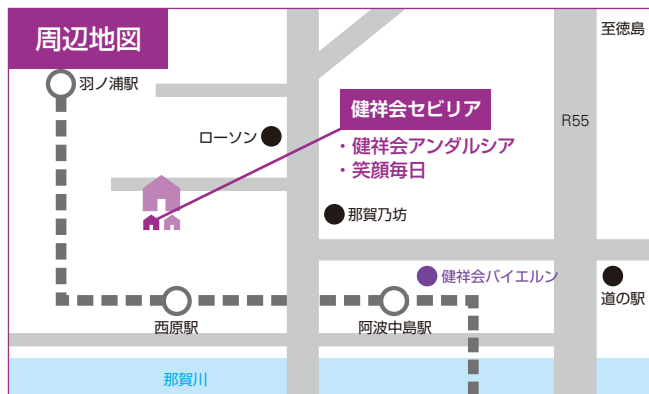 周辺地図
至徳島
羽ノ浦駅
健祥会セビリア
R55
ローソン
・健祥会アンダルシア
・笑顔毎日
那賀乃坊
健祥会バイエルン
道の駅
西原駅
阿波中島駅
那賀川